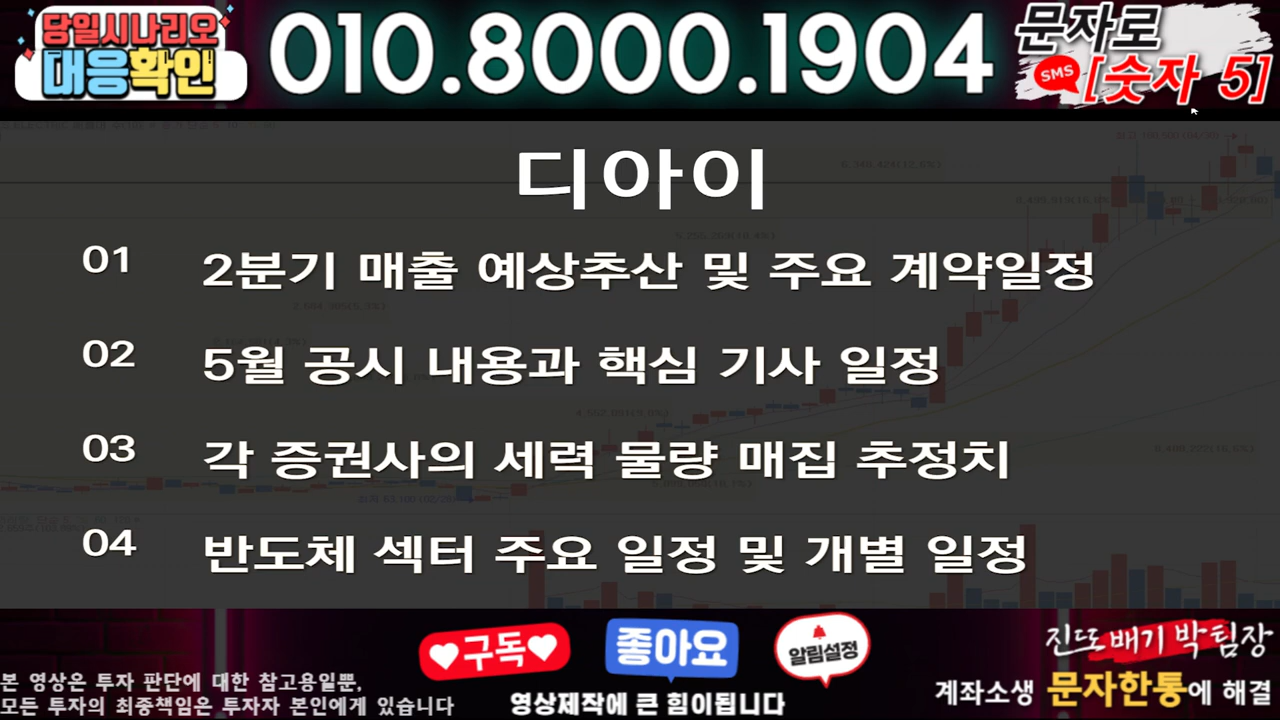 당일시나리오
대응확인
010.8000.1904
문자로
SMS [숫자 5]
디아이
01 2분기 매출 예상추산 및 주요 계약일정
02 5월 공시 내용과 핵심 기사 일정
03 각 증권사의 세력 물량 매집 추정치
04 반도체 섹터 주요 일정 및 개별 일정
구독
좋아요
알림설정
영상제작에 큰 힘이됩니다
본 영상은 투자 판단에 대한 참고용일뿐,
모든 투자의 최종책임은 투자자 본인에게 있습니다
진또배기 박팀장
계좌소생 문자한통에 해결